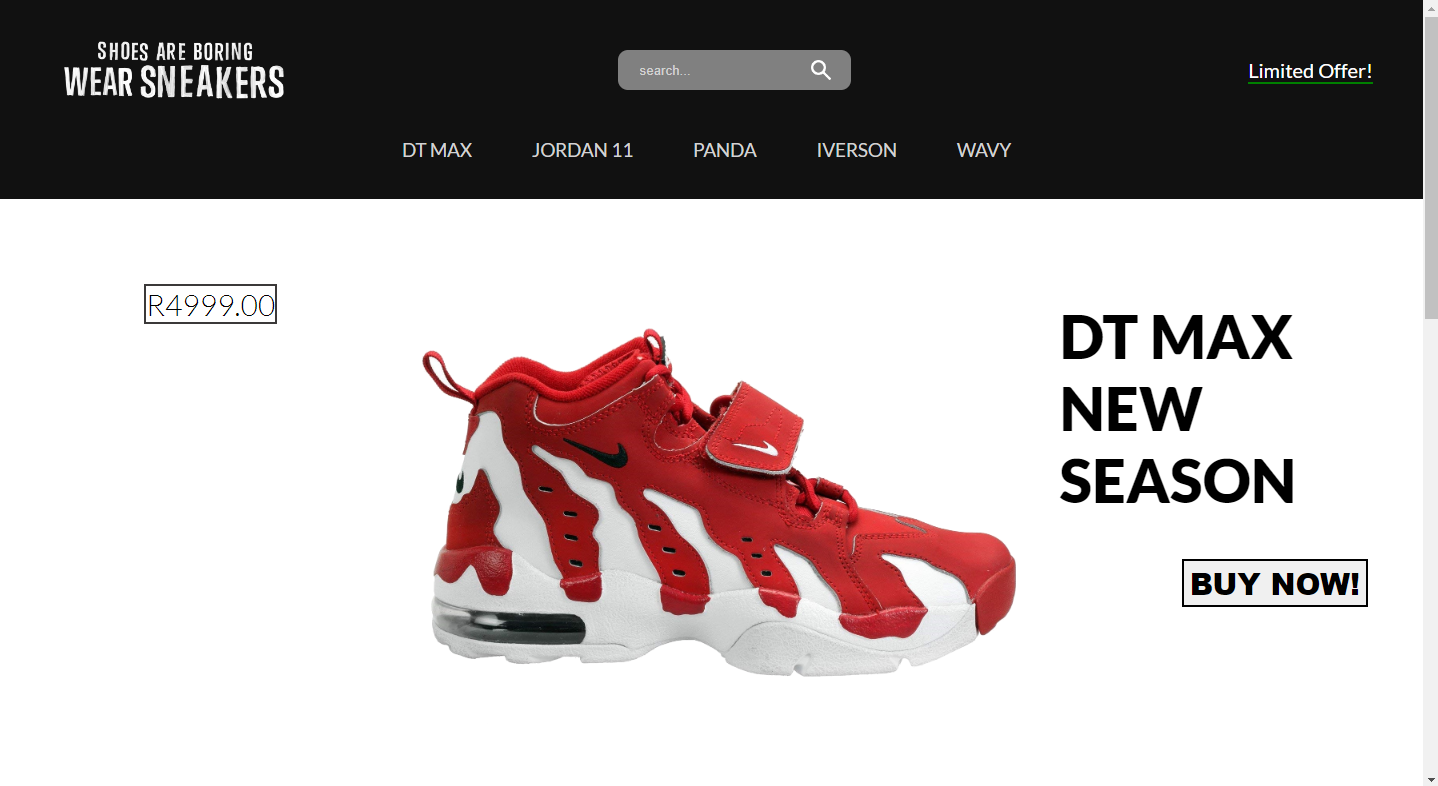 SHOES ARE BORING
WEAR SNEAKERS
search...
Limited Offer!
DT MAX
JORDAN 11
PANDA
IVERSON
WAVY
R4999.00
DT MAX
NEW
SEASON
BUY NOW!